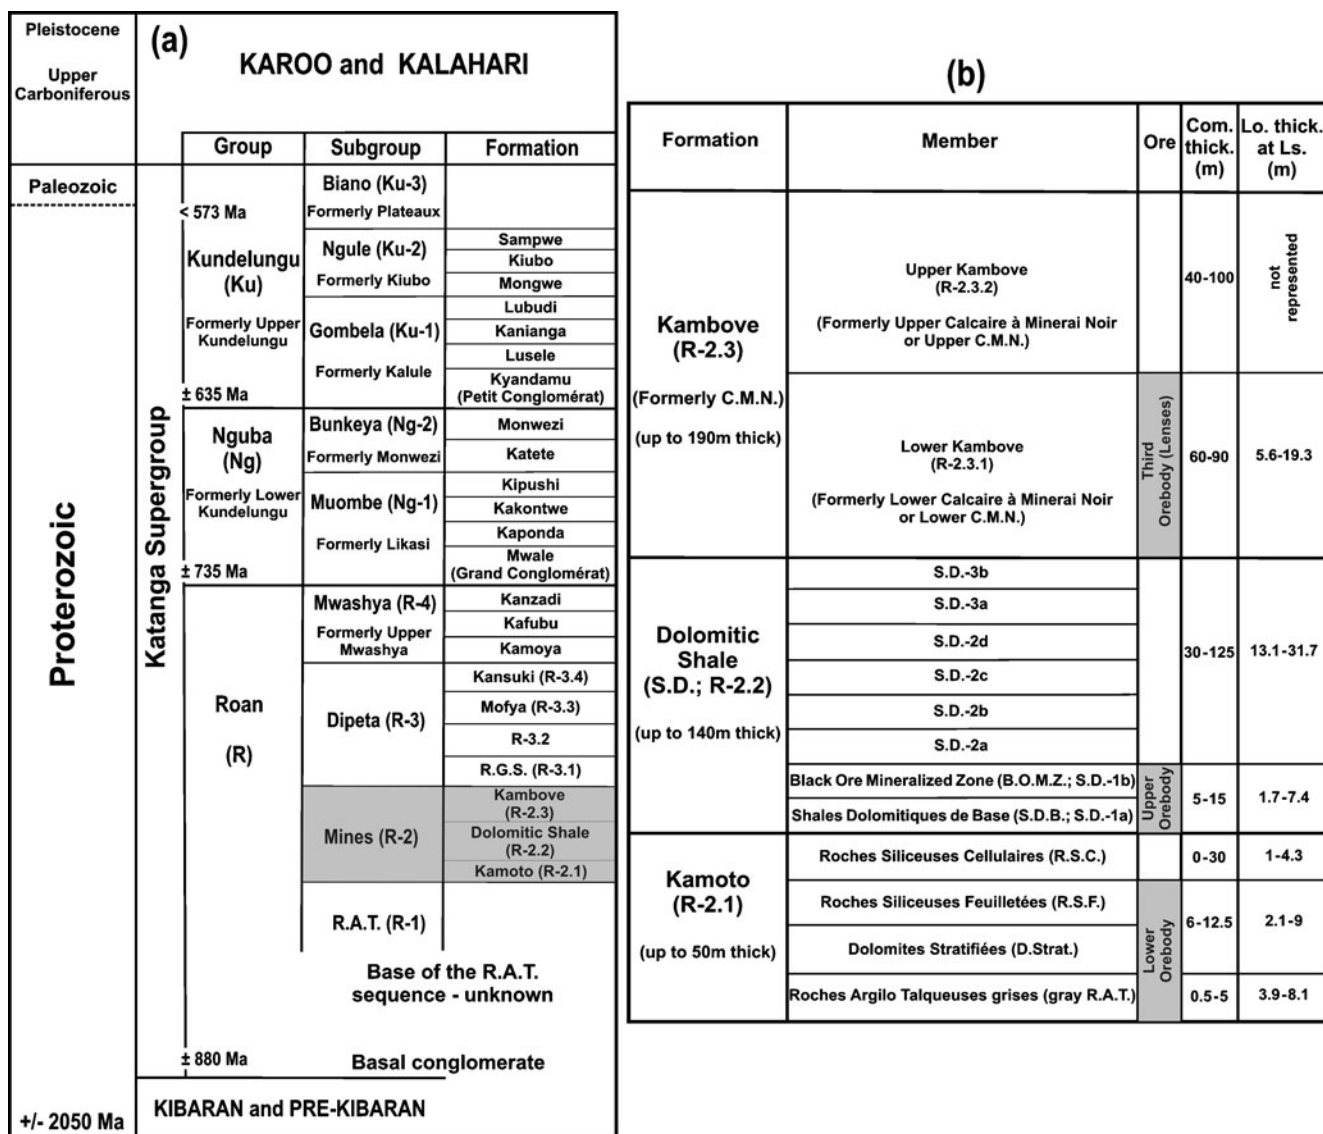 Pleistocene
Upper
Carboniferous
(a)
KAROO and KALAHARI
Group
Subgroup
Formation
Paleozoic
Proterozoic
+/- 2050 Ma
Katanga Supergroup
< 573 Ma
Kundelungu
(Ku)
Formerly Upper
Kundelungu
± 635 Ma
Biano (Ku-3)
Formerly Plateaux
Ngule (Ku-2)
Formerly Kiubo
Sampwe
Kiubo
Mongwe
Gombela (Ku-1)
Formerly Kalule
Lubudi
Kanianga
Lusele
Kyandamu
(Petit Conglomérat)
Nguba
(Ng)
Formerly Lower
Kundelungu
± 735 Ma
Bunkeya (Ng-2)
Formerly Monwezi
Monwezi
Katete
Muombe (Ng-1)
Formerly Likasi
Kipushi
Kakontwe
Kaponda
Mwale
(Grand Conglomérat)
Roan
(R)
Mwashya (R-4)
Formerly Upper
Mwashya
Kanzadi
Kafubu
Kamoya
Dipeta (R-3)
Kansuki (R-3.4)
Mofya (R-3.3)
R-3.2
R.G.S. (R-3.1)
Mines (R-2)
Kambove
(R-2.3)
Dolomitic Shale
(R-2.2)
Kamoto (R-2.1)
R.A.T. (R-1)
Base of the R.A.T.
sequence - unknown
± 880 Ma
Basal conglomerate
KIBARAN and PRE-KIBARAN
(b)
Formation
Member
Ore
Com.
thick.
(m)
Lo. thick.
at Ls.
(m)
Kambove
(R-2.3)
(Formerly C.M.N.)
(up to 190m thick)
Upper Kambove
(R-2.3.2)
(Formerly Upper Calcaire à Minerai Noir
or Upper C.M.N.)
40-100
not
represented
Lower Kambove
(R-2.3.1)
(Formerly Lower Calcaire à Minerai Noir
or Lower C.M.N.)
Third
Orebody (Lenses)
60-90
5.6-19.3
Dolomitic
Shale
(S.D.; R-2.2)
(up to 140m thick)
S.D.-3b
S.D.-3a
S.D.-2d
S.D.-2c
S.D.-2b
S.D.-2a
30-125
13.1-31.7
Black Ore Mineralized Zone (B.O.M.Z.; S.D.-1b)
Shales Dolomitiques de Base (S.D.B.; S.D.-1a)
Upper
Orebody
5-15
1.7-7.4
Kamoto
(R-2.1)
(up to 50m thick)
Roches Siliceuses Cellulaires (R.S.C.)
0-30
1-4.3
Roches Siliceuses Feuilletées (R.S.F.)
Dolomites Stratifiées (D.Strat.)
Lower
Orebody
6-12.5
2.1-9
Roches Argilo Talqueuses grises (gray R.A.T.)
0.5-5
3.9-8.1